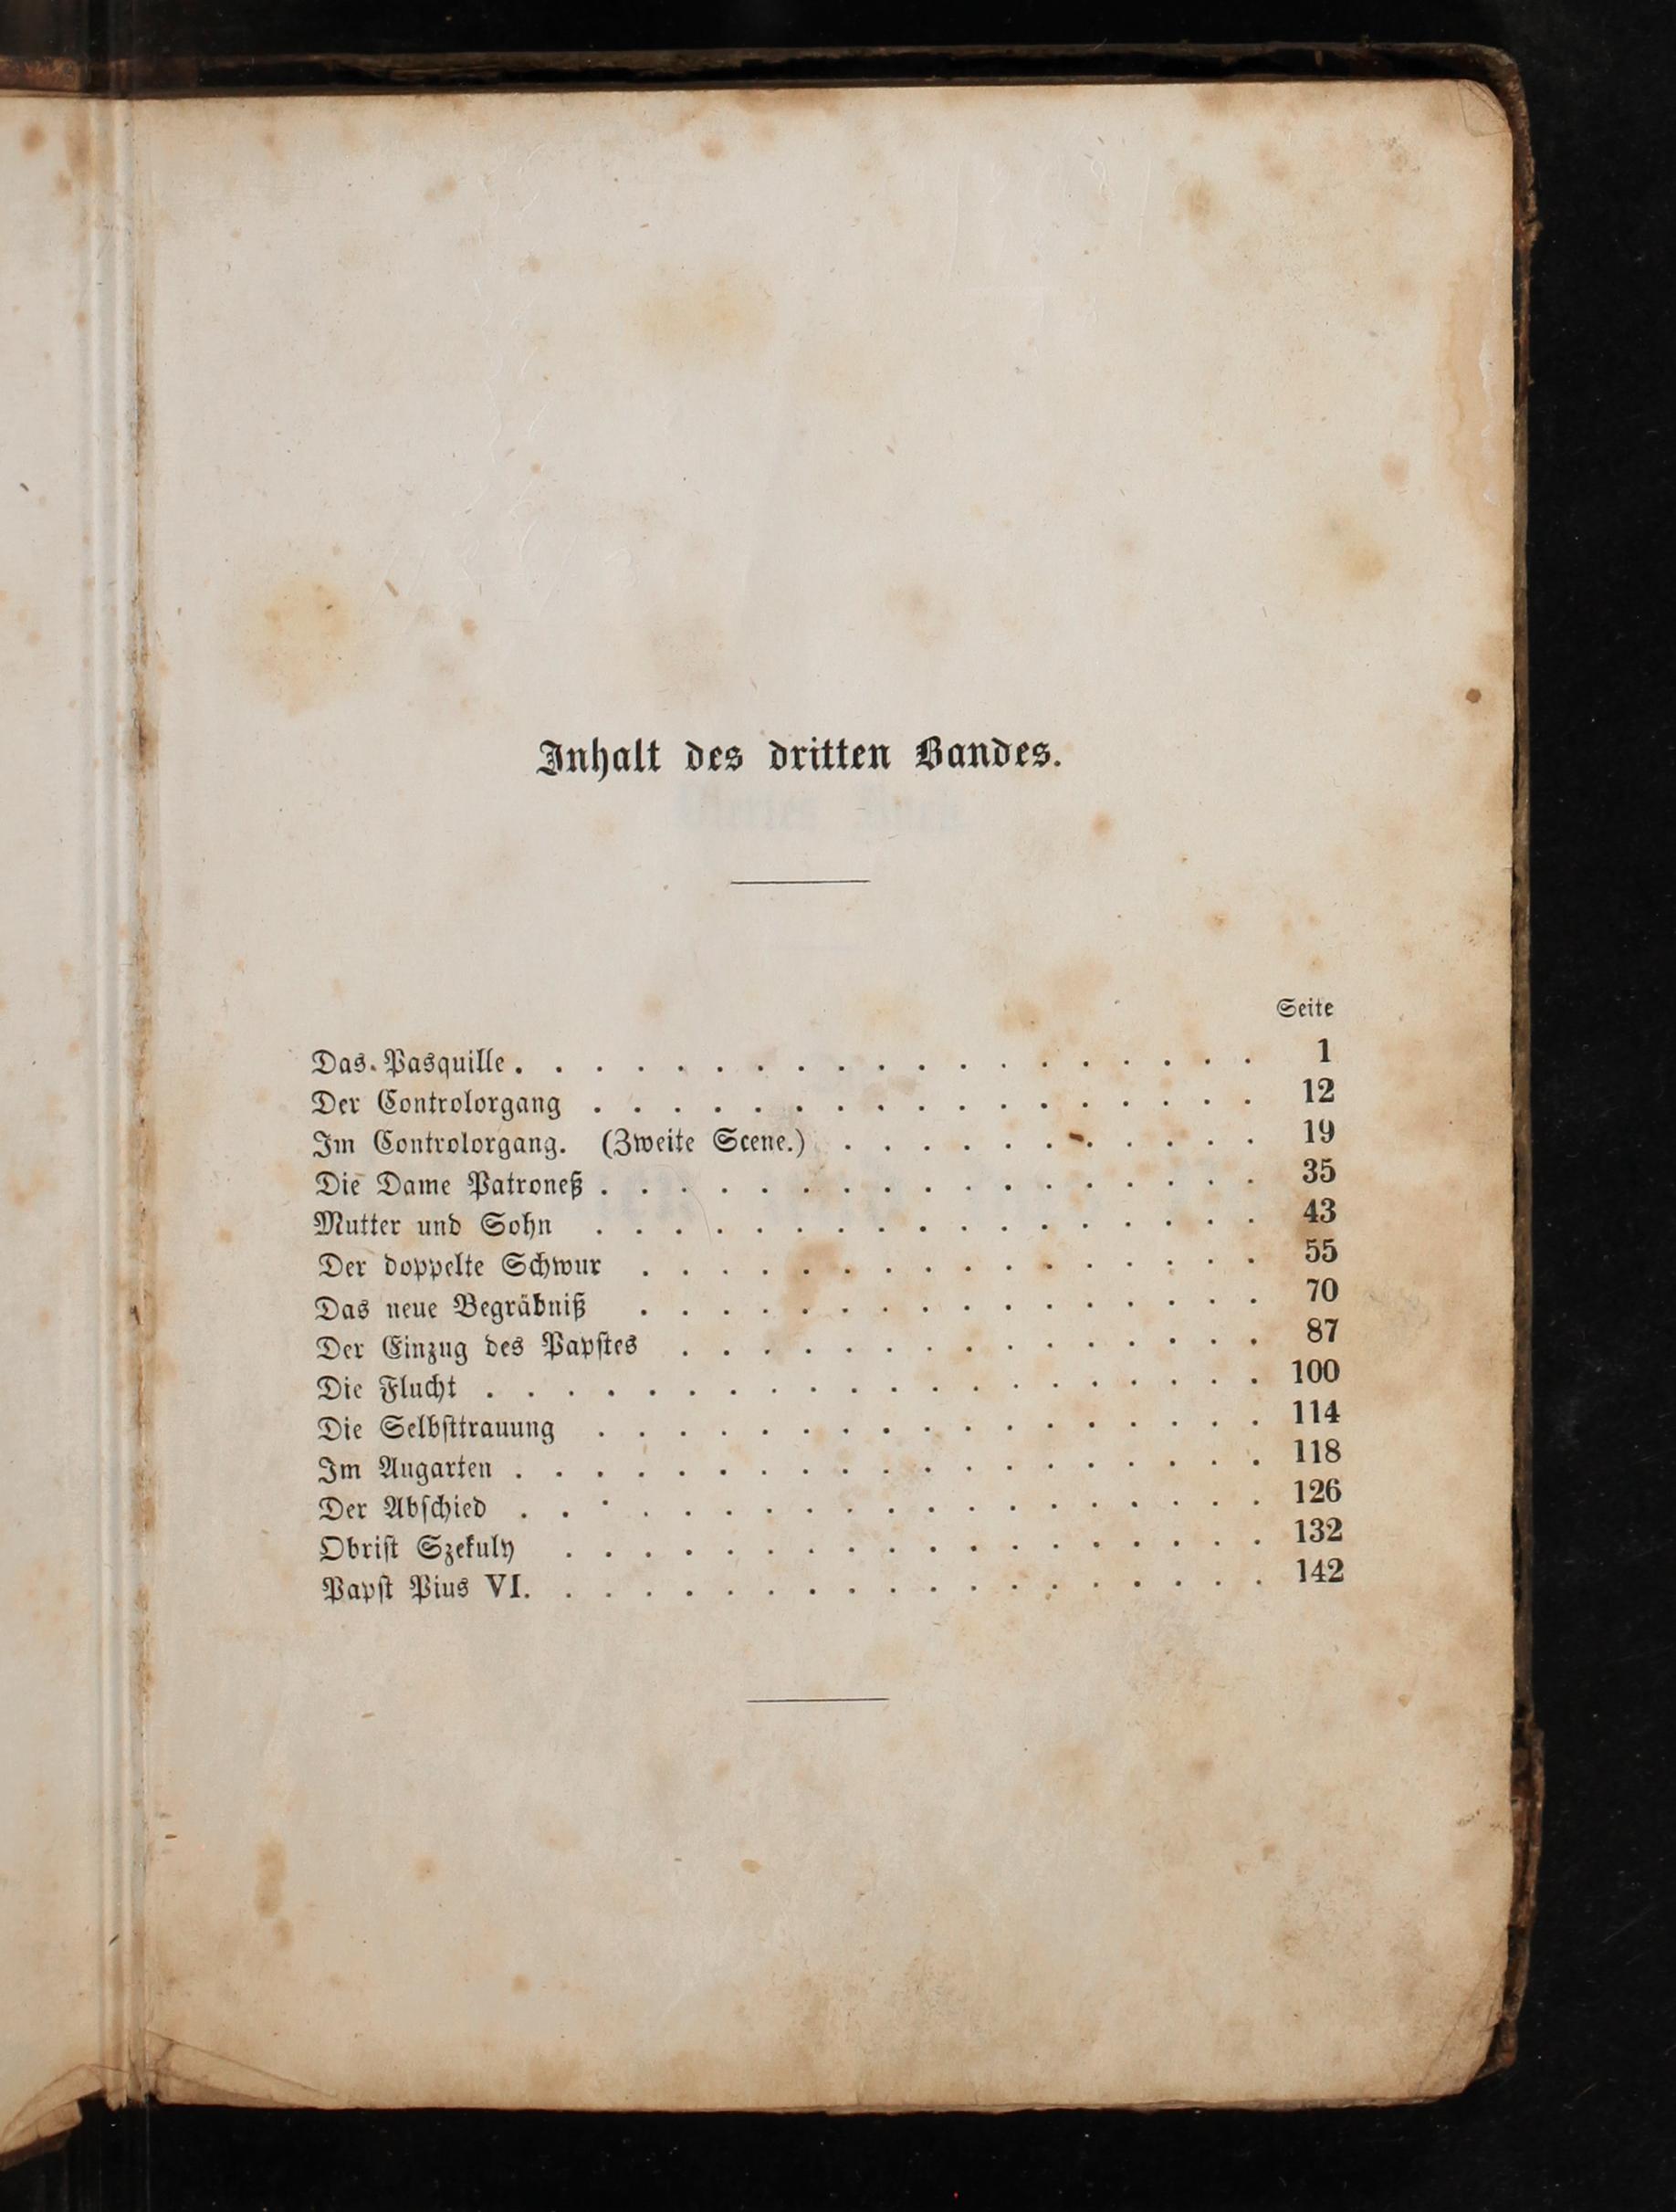 Inhalt des dritten Bandes.
Seite
Das Pasquille . . . . . . . . . . . . . . . . . . . 1
Der Controlorgang . . . . . . . . . . . . . . . . . 12
Im Controlorgang. (Zweite Scene.) . . . . . . . . . . . 19
Die Dame Patroneß . . . . . . . . . . . . . . . . . 35
Mutter und Sohn . . . . . . . . . . . . . . . . . 43
Der doppelte Schwur . . . . . . . . . . . . . . . . 55
Das neue Begräbniß . . . . . . . . . . . . . . . . 70
Der Einzug des Papſtes . . . . . . . . . . . . . . . 87
Die Flucht . . . . . . . . . . . . . . . . . . . . 100
Die Selbſttrauung . . . . . . . . . . . . . . . . . 114
Im Augarten . . . . . . . . . . . . . . . . . . . 118
Der Abſchied . . . . . . . . . . . . . . . . . . . 126
Obriſt Szekuly . . . . . . . . . . . . . . . . . . 132
Papſt Pius VI. . . . . . . . . . . . . . . . . . . 142